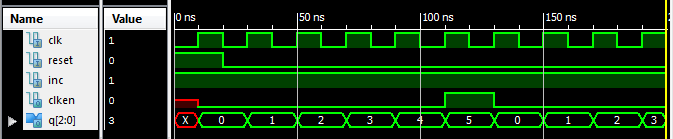 Name Value 0 ns 50 ns 100 ns 150 ns
clk 1
reset 0
inc 1
clken 0
q[2:0] 3 X 0 1 2 3 4 5 0 1 2 3